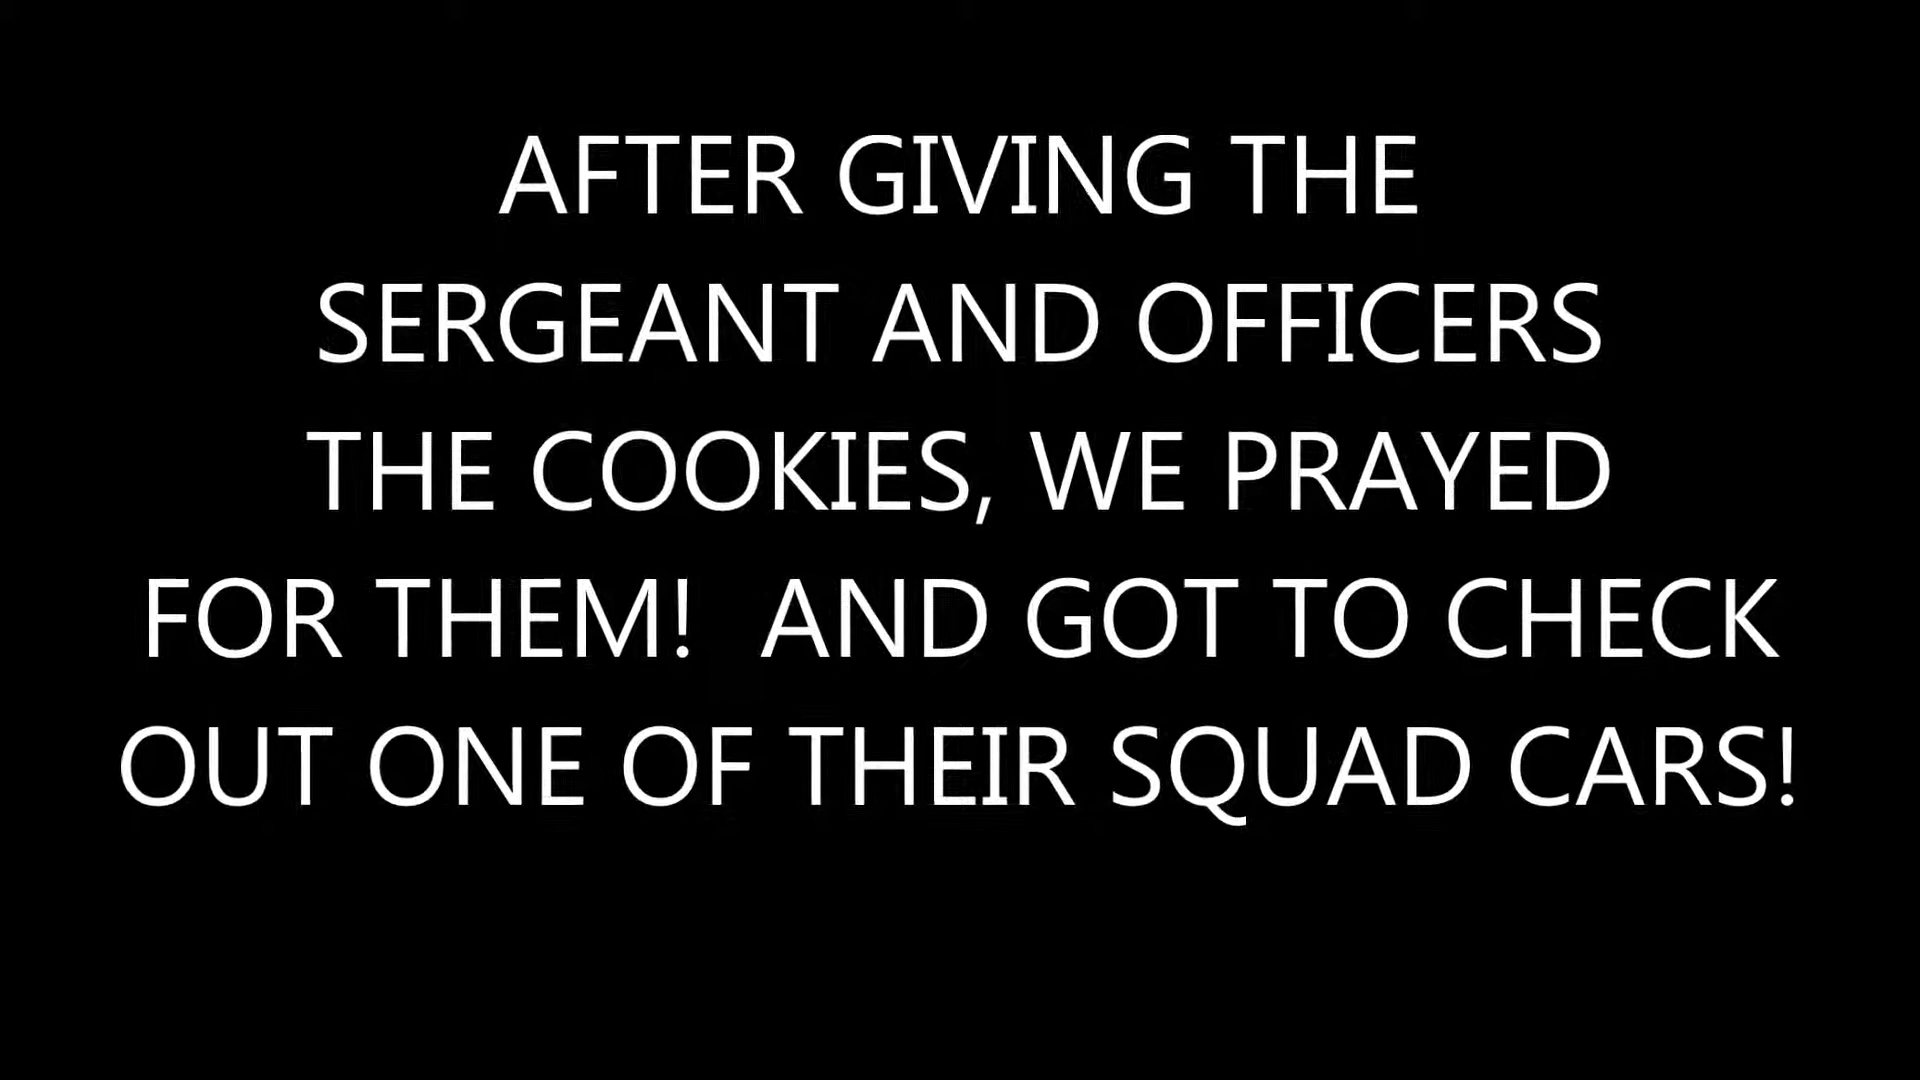 AFTER GIVING THE
SERGEANT AND OFFICERS
THE COOKIES, WE PRAYED
FOR THEM!  AND GOT TO CHECK
OUT ONE OF THEIR SQUAD CARS!